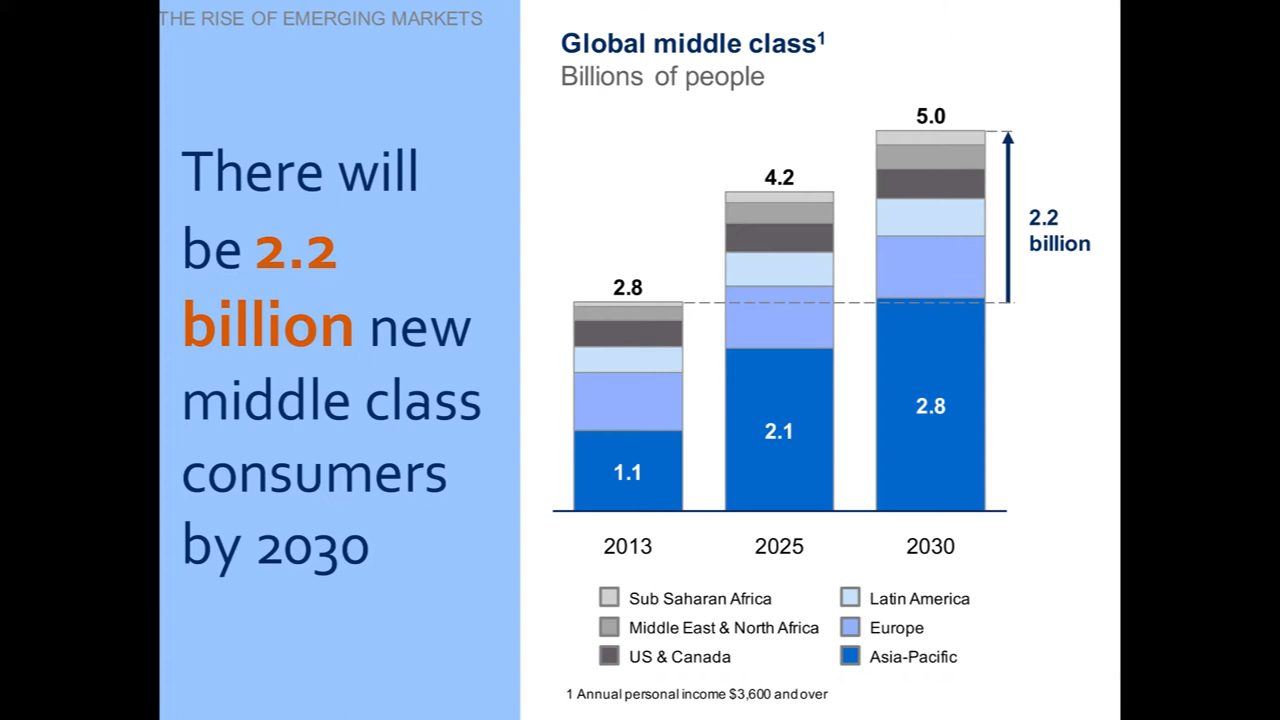 THE RISE OF EMERGING MARKETS
There will
be 2.2
billion new
middle class
consumers
by 2030
Global middle class1
Billions of people
5.0
4.2
2.8
2.2
billion
2.8
2.1
1.1
2013
2025
2030
Sub Saharan Africa
Latin America
Middle East & North Africa
Europe
US & Canada
Asia-Pacific
1 Annual personal income $3,600 and over